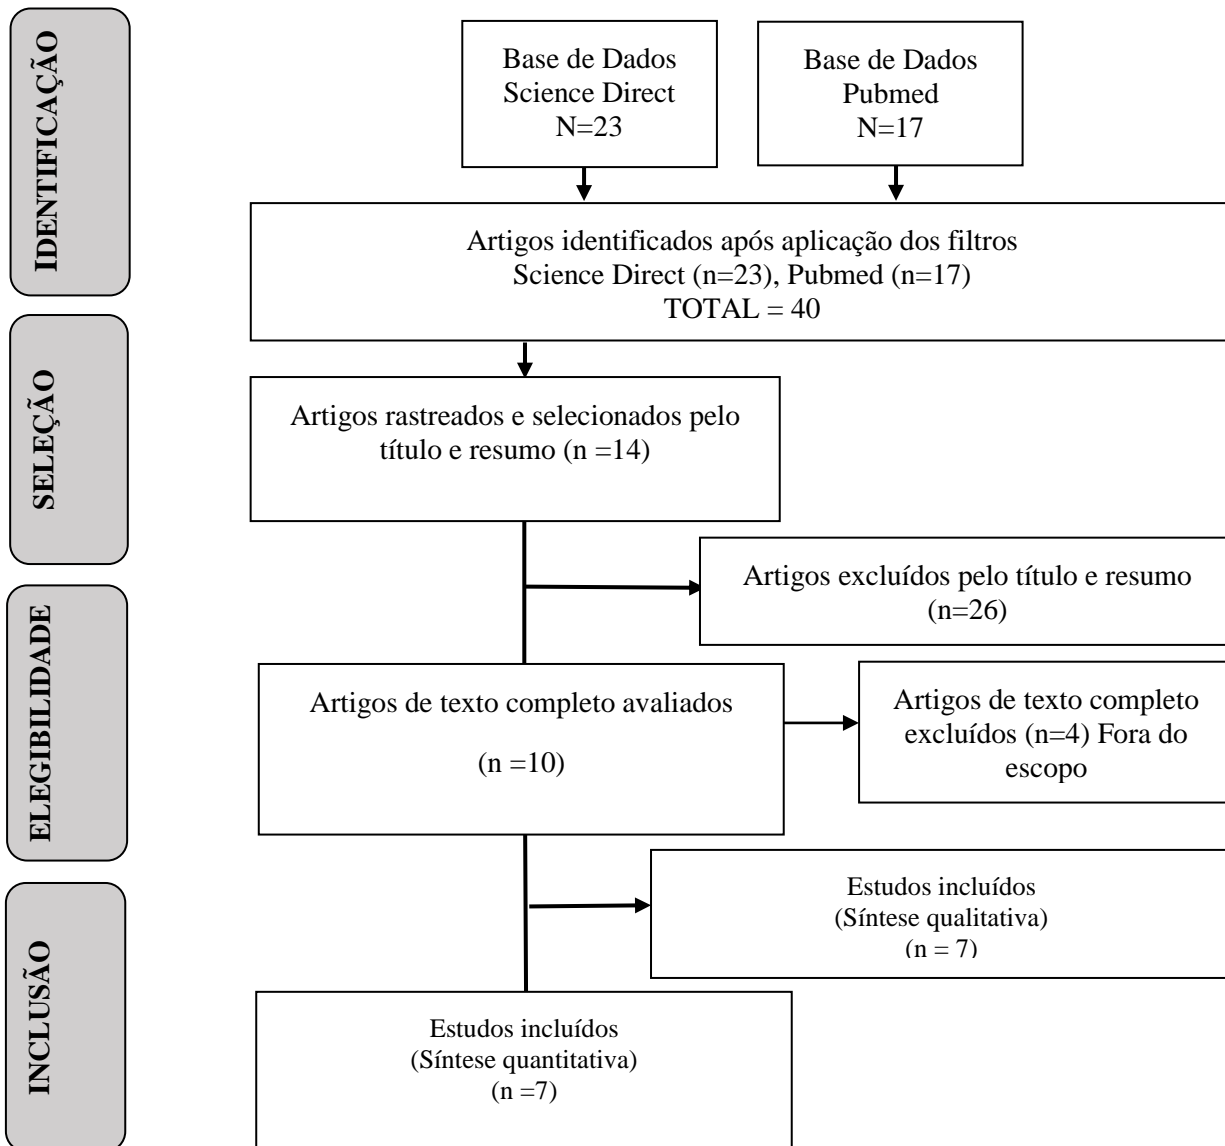 IDENTIFICAÇÃO
Base de Dados
Science Direct
N=23
Base de Dados
Pubmed
N=17
Artigos identificados após aplicação dos filtros
Science Direct (n=23), Pubmed (n=17)
TOTAL = 40
SELEÇÃO
Artigos rastreados e selecionados pelo
título e resumo (n =14)
Artigos excluídos pelo título e resumo
(n=26)
ELEGIBILIDADE
Artigos de texto completo avaliados
(n =10)
Artigos de texto completo
excluídos (n=4) Fora do
escopo
INCLUSÃO
Estudos incluídos
(Síntese qualitativa)
(n = 7)
Estudos incluídos
(Síntese quantitativa)
(n =7)